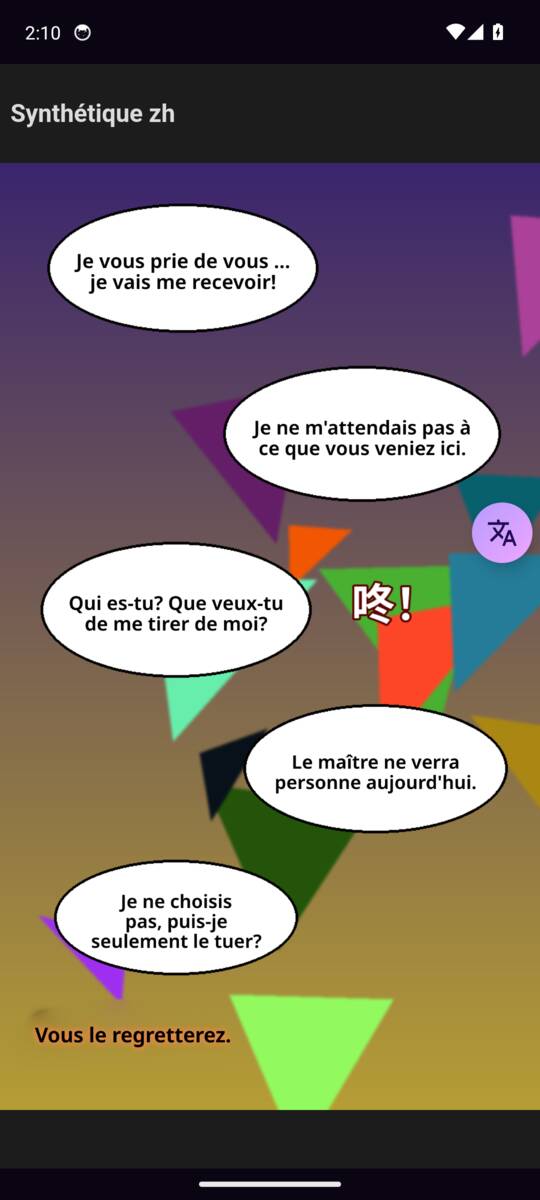 2:10
Synthétique zh
Je vous prie de vous ...
je vais me recevoir!
Je ne m'attendais pas à
ce que vous veniez ici.
Qui es-tu? Que veux-tu
de me tirer de moi?
咚!
Le maître ne verra
personne aujourd'hui.
Je ne choisis
pas, puis-je
seulement le tuer?
Vous le regretterez.